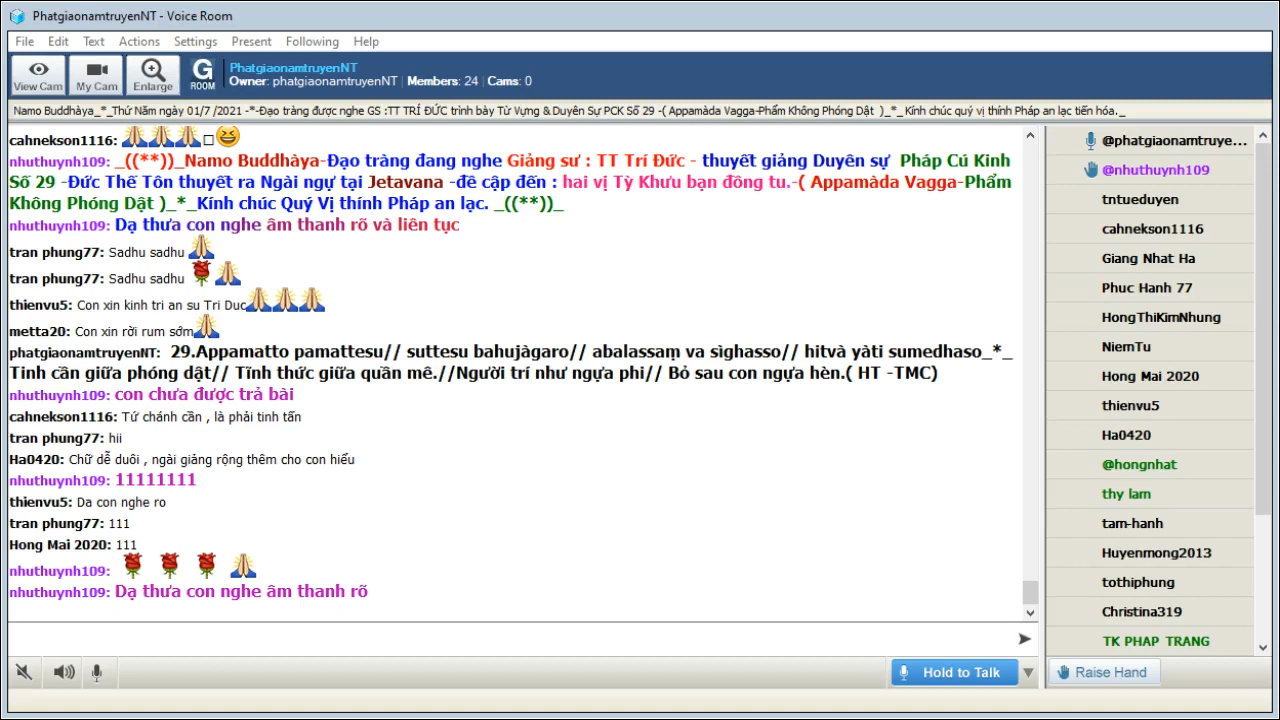 PhatgiaonamtruyenNT - Voice Room
File Edit Text Actions Settings Present Following Help
View Cam My Cam Enlarge G ROOM
PhatgiaonamtruyenNT
Owner: phatgiaonamtruyenNT | Members: 24 | Cams: 0
Namo Buddhàya_*_Thứ Năm ngày 01/7 /2021 -*-Đạo tràng được nghe GS :TT TRÍ ĐỨC trình bày Từ Vựng & Duyên Sự PCK Số 29 -( Appamàda Vagga-Phẩm Không Phóng Dật )_*_ Kính chúc quý vị thính Pháp an lạc tiến hóa._
cahnekson1116:
nhuthuynh109: _((**))_Namo Buddhàya-Đạo tràng đang nghe Giảng sư : TT Trí Đức - thuyết giảng Duyên sự Pháp Cú Kinh
Số 29 -Đức Thế Tôn thuyết ra Ngài ngự tại Jetavana -đề cập đến : hai vị Tỳ Khưu bạn đồng tu.-( Appamàda Vagga-Phẩm
Không Phóng Dật )_*_Kính chúc Quý Vị thính Pháp an lạc. _((**))_
nhuthuynh109: Dạ thưa con nghe âm thanh rõ và liên tục
tran phung77: Sadhu sadhu
tran phung77: Sadhu sadhu
thienvu5: Con xin kinh tri an su Tri Duc
metta20: Con xin rời rum sớm
phatgiaonamtruyenNT: 29.Appamatto pamattesu// suttesu bahujàgaro// abalassaṃ va sìghasso// hitvà yàti sumedhaso_*_
Tinh cần giữa phóng dật// Tĩnh thức giữa quần mê.//Người trí như ngựa phi// Bỏ sau con ngựa hèn.( HT -TMC)
nhuthuynh109: con chưa được trả bài
cahnekson1116: Tứ chánh cần , là phải tinh tấn
tran phung77: hii
Ha0420: Chữ dễ duôi , ngài giảng rộng thêm cho con hiểu
nhuthuynh109: 11111111
thienvu5: Da con nghe ro
tran phung77: 111
Hong Mai 2020: 111
nhuthuynh109:
nhuthuynh109: Dạ thưa con nghe âm thanh rõ
Hold to Talk
@phatgiaonamtruye...
@nhuthuynh109
tntueduyen
cahnekson1116
Giang Nhat Ha
Phuc Hanh 77
HongThiKimNhung
NiemTu
Hong Mai 2020
thienvu5
Ha0420
@hongnhat
thy lam
tam-hanh
Huyenmong2013
tothiphung
Christina319
TK PHAP TRANG
Raise Hand